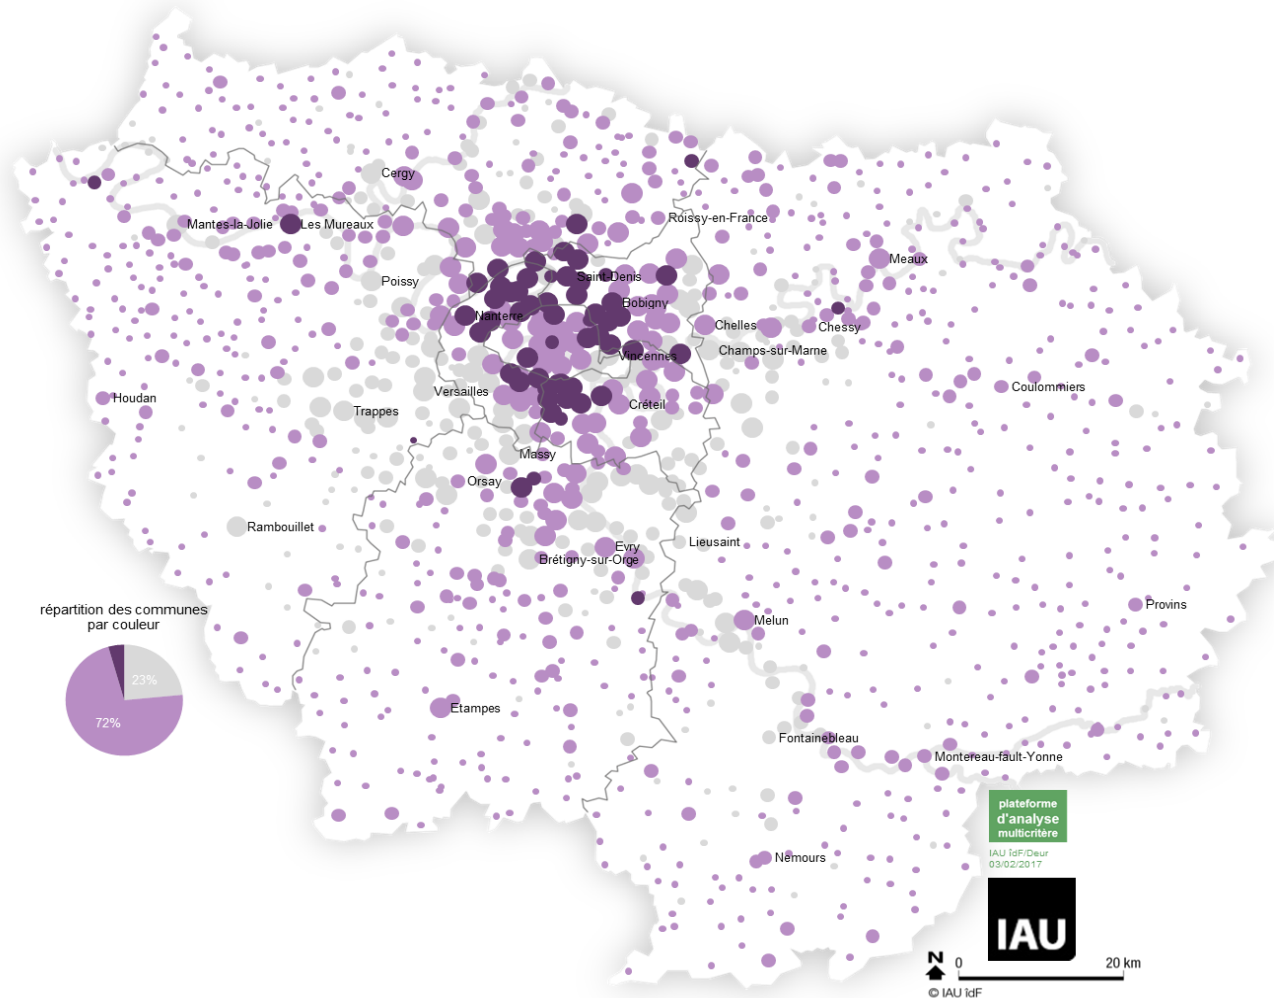 Cergy
Mantes-la-Jolie
Les Mureaux
Roissy-en-France
Meaux
Poissy
Saint-Denis
Bobigny
Nanterre
Chelles
Chessy
Vincennes
Champs-sur-Marne
Versailles
Coulommiers
Houdan
Trappes
Créteil
Massy
Orsay
Rambouillet
Evry
Lieusaint
Brétigny-sur-Orge
répartition des communes
par couleur
23%
72%
Provins
Melun
Etampes
Fontainebleau
Montereau-fault-Yonne
Nemours
plateforme
d'analyse
multicritère
IAU îdF/Deur
03/02/2017
IAU
N
0
20 km
© IAU îdF